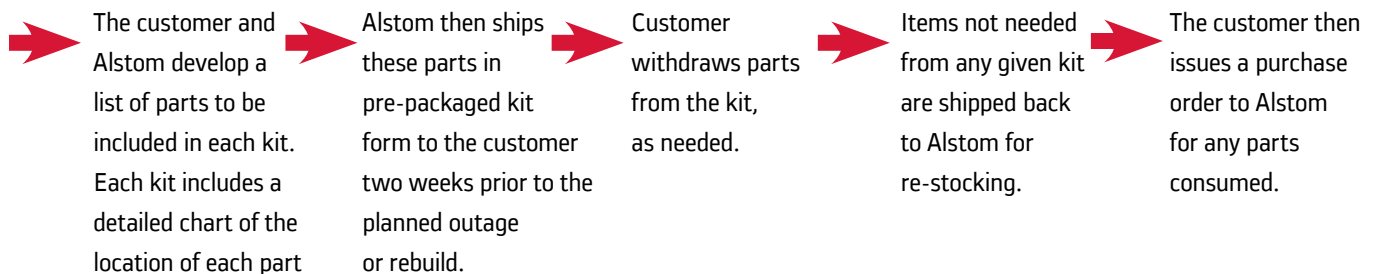 The customer and
Alstom develop a
list of parts to be
included in each kit.
Each kit includes a
detailed chart of the
location of each part
Alstom then ships
these parts in
pre-packaged kit
form to the customer
two weeks prior to the
planned outage
or rebuild.
Customer
withdraws parts
from the kit,
as needed.
Items not needed
from any given kit
are shipped back
to Alstom for
re-stocking.
The customer then
issues a purchase
order to Alstom
for any parts
consumed.